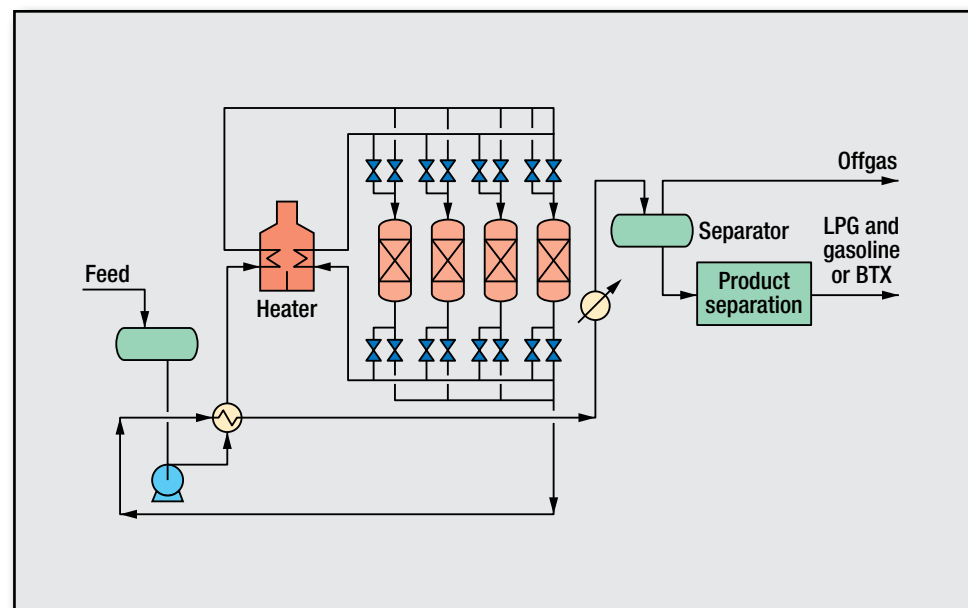 Offgas
LPG and
gasoline
or BTX
Separator
Product
separation
Feed
Heater